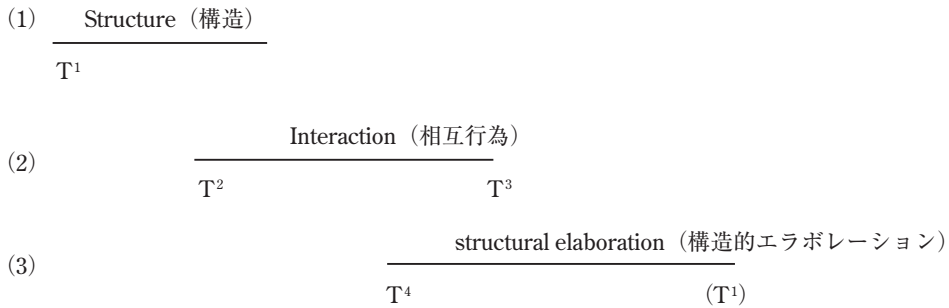 (1) Structure（構造）
T¹
Interaction（相互行為）
(2)
T² T³
structural elaboration（構造的エラボレーション）
(3)
T⁴ (T¹)